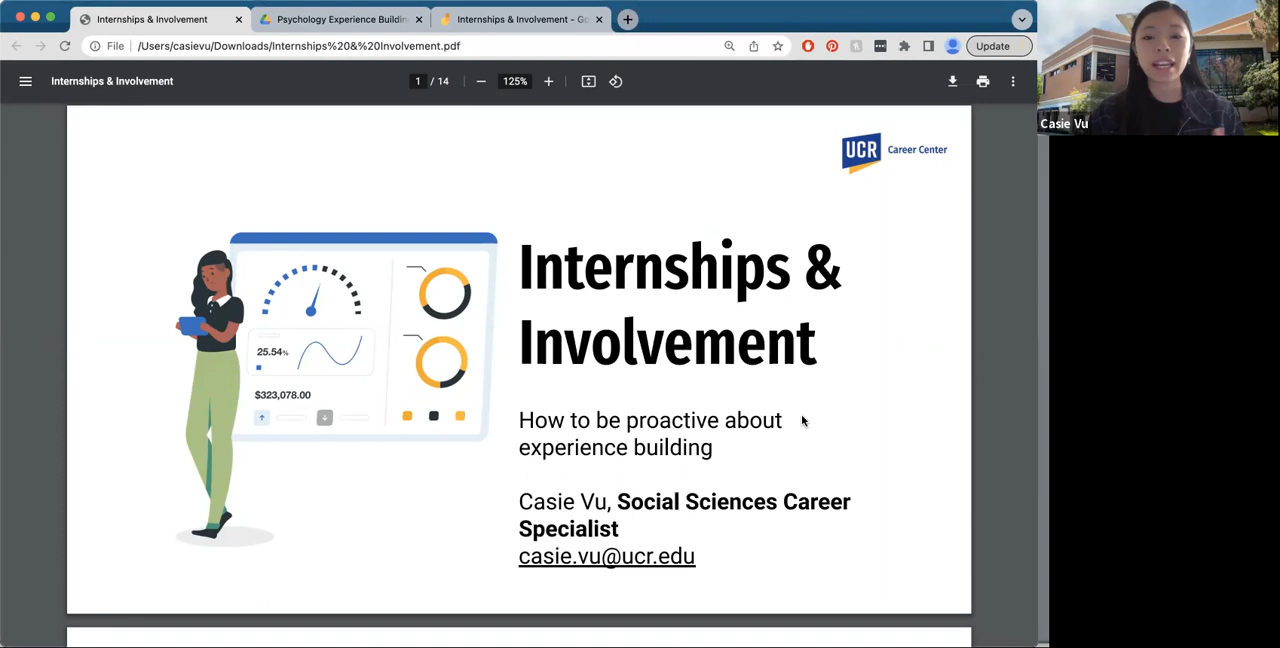 Internships & Involvement
Psychology Experience Buildin
Internships & Involvement - Go
File
/Users/casievu/Downloads/Internships%20&%20Involvement.pdf
Update
Internships & Involvement
1 / 14
125%
Casie Vu
UCR Career Center
25.54%
$323,078.00
Internships &
Involvement
How to be proactive about
experience building
Casie Vu, Social Sciences Career
Specialist
casie.vu@ucr.edu